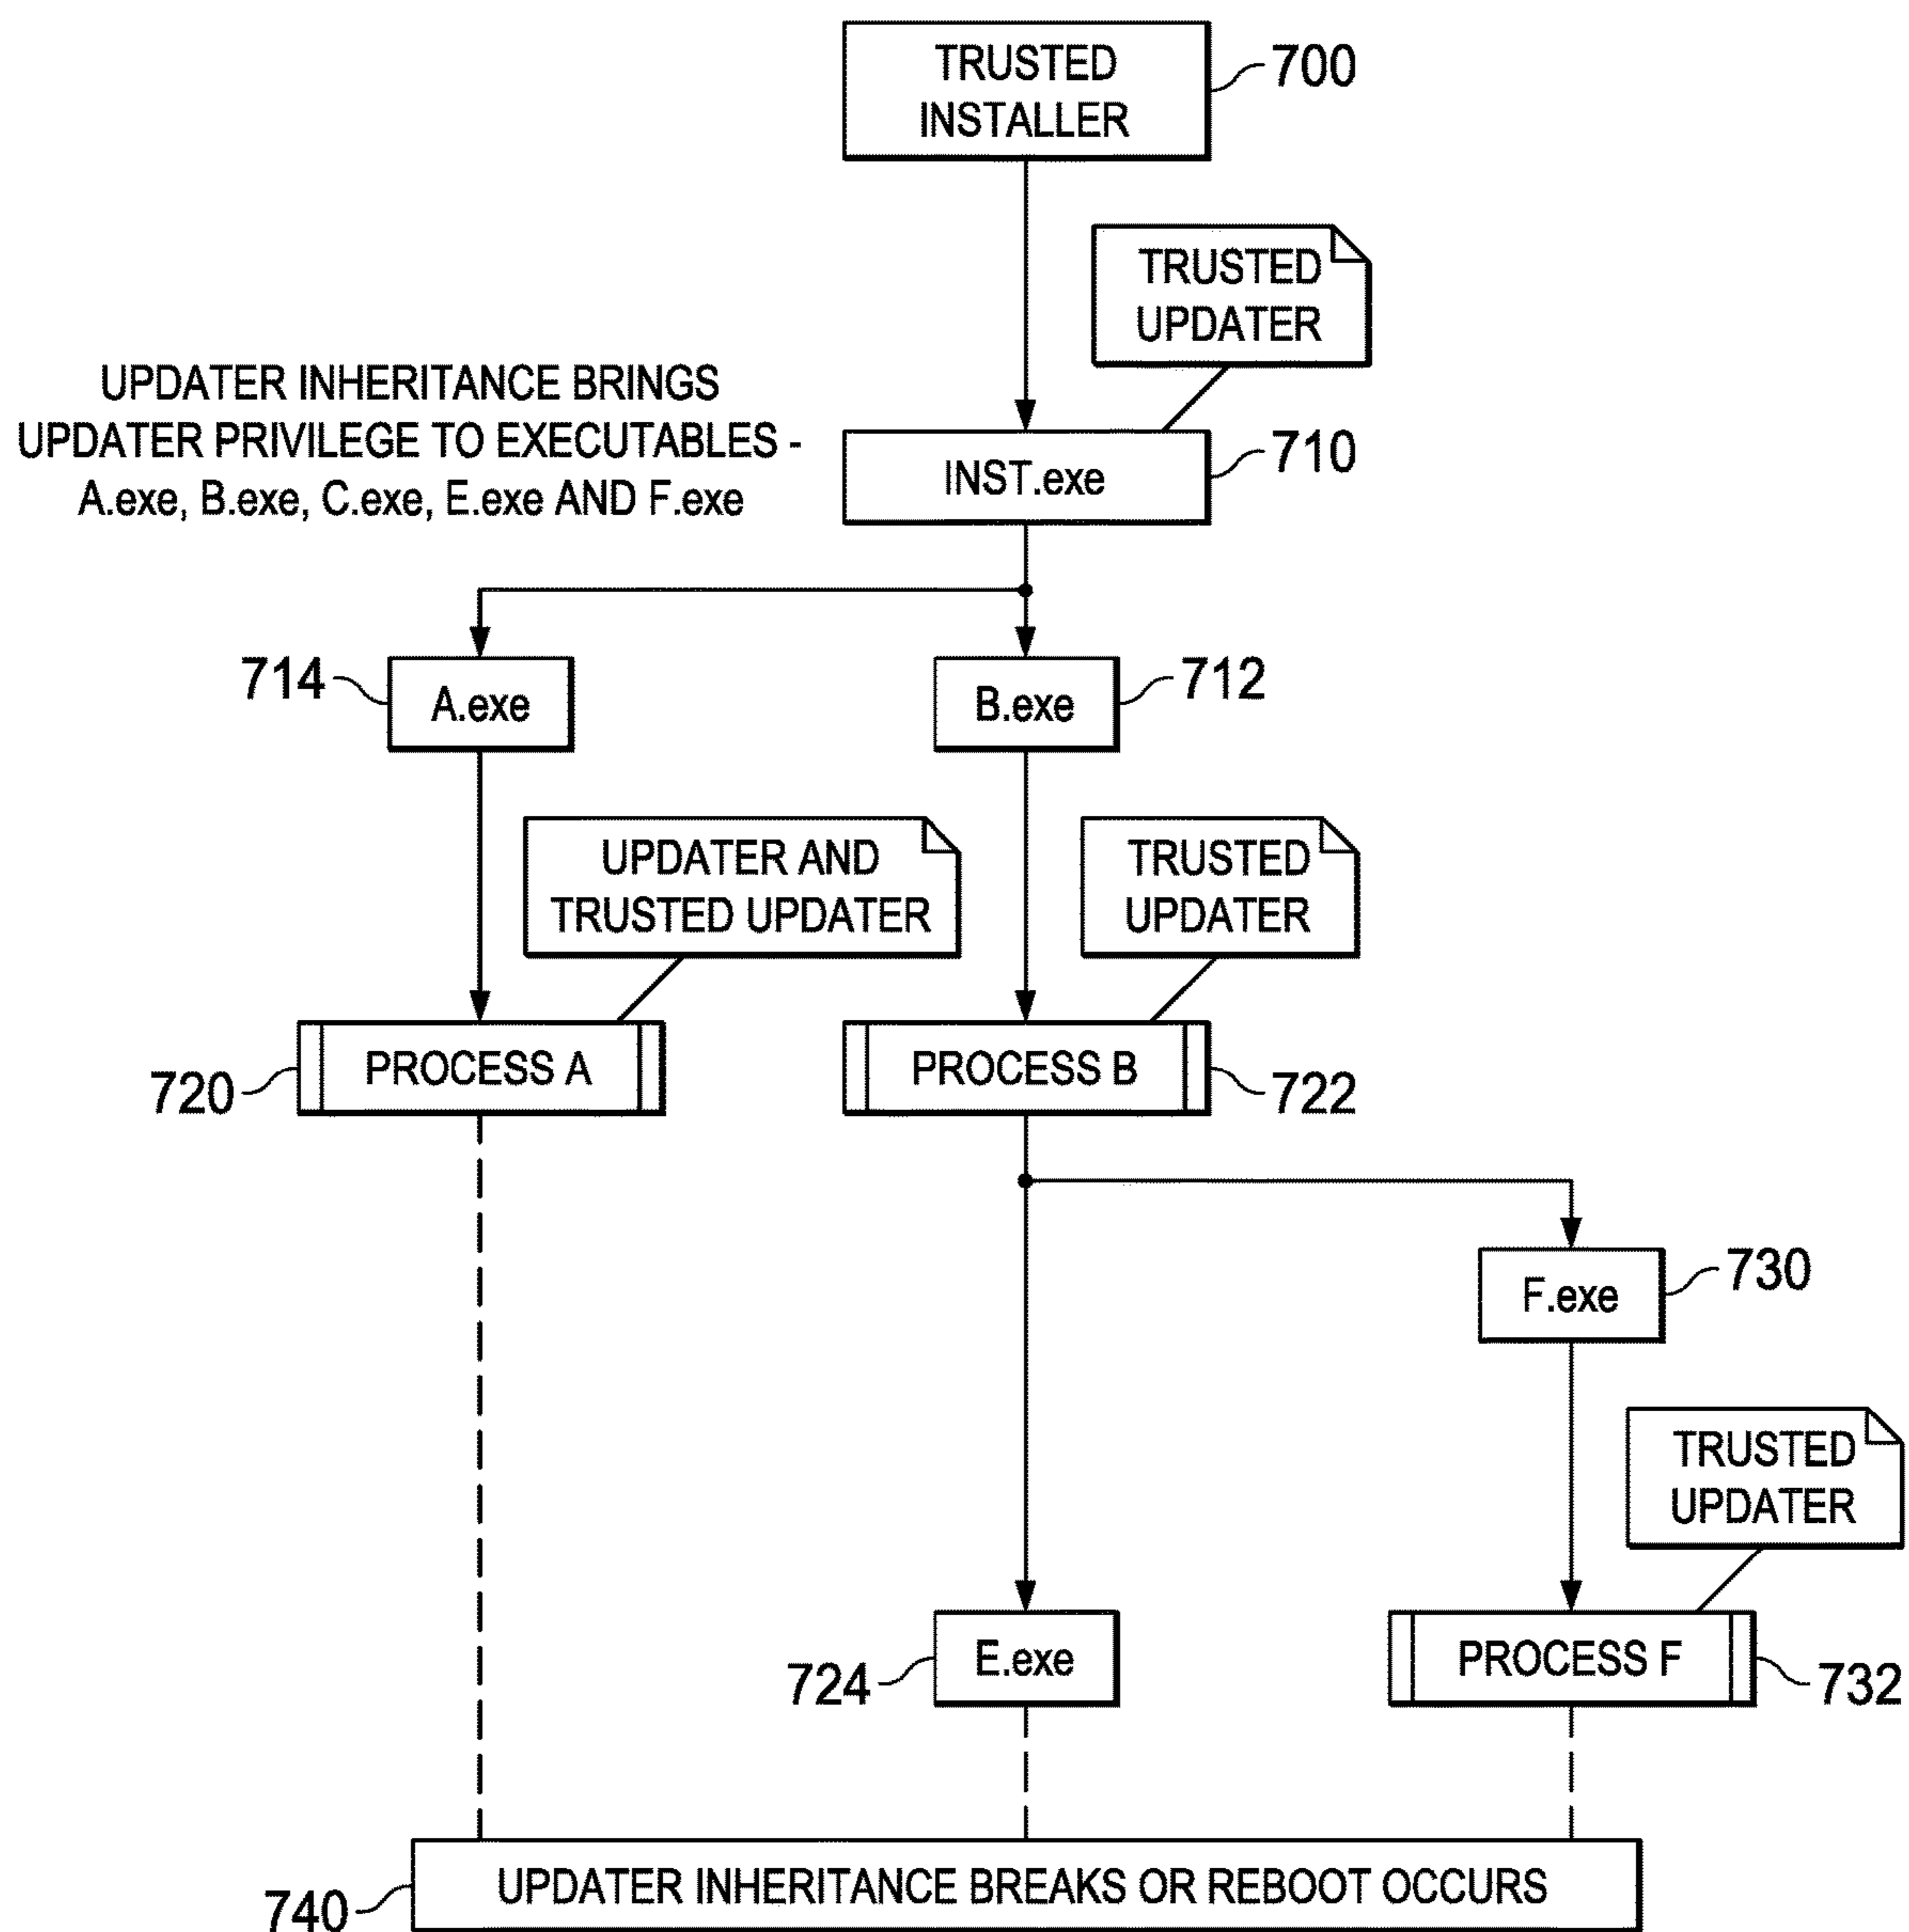 TRUSTED
INSTALLER
700
TRUSTED
UPDATER
UPDATER INHERITANCE BRINGS
UPDATER PRIVILEGE TO EXECUTABLES -
A.exe, B.exe, C.exe, E.exe AND F.exe
INST.exe
710
714
A.exe
B.exe
712
UPDATER AND
TRUSTED UPDATER
TRUSTED
UPDATER
720
PROCESS A
PROCESS B
722
F.exe
730
TRUSTED
UPDATER
724
E.exe
PROCESS F
732
740
UPDATER INHERITANCE BREAKS OR REBOOT OCCURS